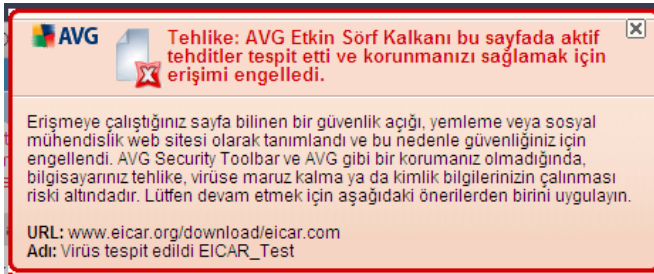 AVG
Tehlike: AVG Etkin Sörf Kalkanı bu sayfada aktif
tehditler tespit etti ve korunmanızı sağlamak için
erişimi engelledi.
Erişmeye çalıştığınız sayfa bilinen bir güvenlik açığı, yemleme veya sosyal
mühendislik web sitesi olarak tanımlandı ve bu nedenle güvenliğiniz için
engellendi. AVG Security Toolbar ve AVG gibi bir korumanız olmadığında,
bilgisayarınız tehlike, virüse maruz kalma ya da kimlik bilgilerinizin çalınması
riski altındadır. Lütfen devam etmek için aşağıdaki önerilerden birini uygulayın.
URL: www.eicar.org/download/eicar.com
Adı: Virüs tespit edildi EICAR_Test